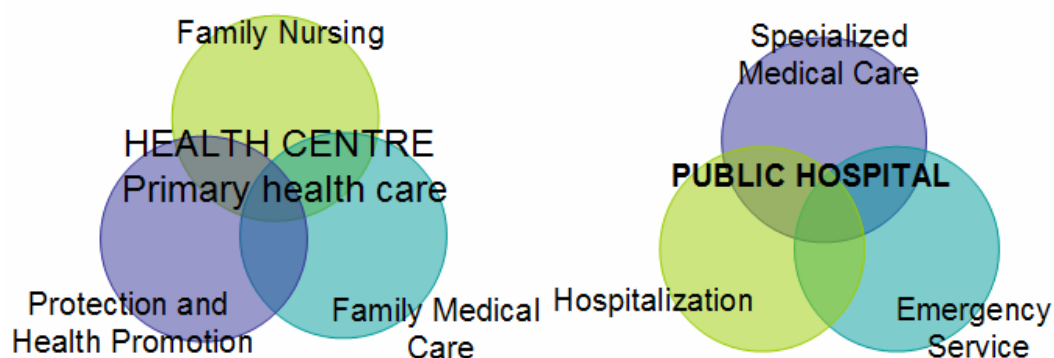 Family Nursing
HEALTH CENTRE
Primary health care
Protection and
Health Promotion
Family Medical
Care
Specialized
Medical Care
PUBLIC HOSPITAL
Hospitalization
Emergency
Service